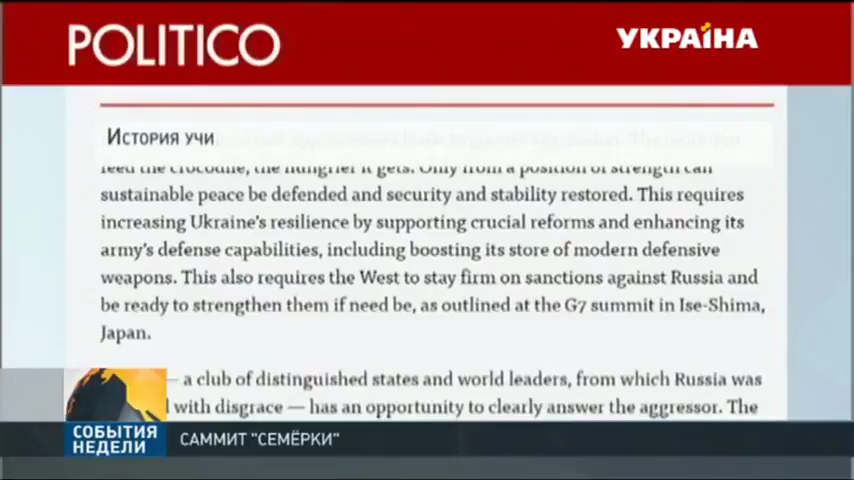 POLITICO
УКРАЇНА
ИСТОРИЯ УЧИ
feed the crocodile, the hungrier it gets. Only from a position of strength can
sustainable peace be defended and security and stability restored. This requires
increasing Ukraine's resilience by supporting crucial reforms and enhancing its
army's defense capabilities, including boosting its store of modern defensive
weapons. This also requires the West to stay firm on sanctions against Russia and
be ready to strengthen them if need be, as outlined at the G7 summit in Ise-Shima,
Japan.
— a club of distinguished states and world leaders, from which Russia was
with disgrace — has an opportunity to clearly answer the aggressor. The
СОБЫТИЯ
НЕДЕЛИ
САММИТ "СЕМЁРКИ"